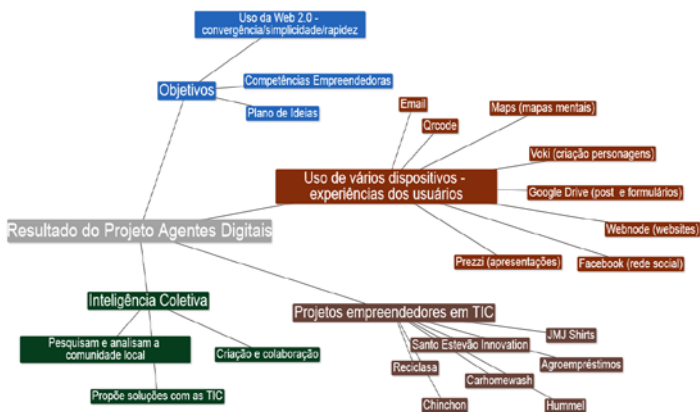 Uso da Web 2.0 -
convergência/simplicidade/rapidez
Objetivos
Competências Empreendedoras
Plano de Ideias
Email
Qrcode
Maps (mapas mentais)
Uso de vários dispositivos -
experiências dos usuários
Voki (criação personagens)
Google Drive (post e formulários)
Webnode (websites)
Facebook (rede social)
Prezzi (apresentações)
Resultado do Projeto Agentes Digitais
Inteligência Coletiva
Pesquisam e analisam a
comunidade local
Criação e colaboração
Propõe soluções com as TIC
Projetos empreendedores em TIC
JMJ Shirts
Santo Estevão Innovation
Agroempréstimos
Reciclasa
Carhomewash
Chinchon
Hummel